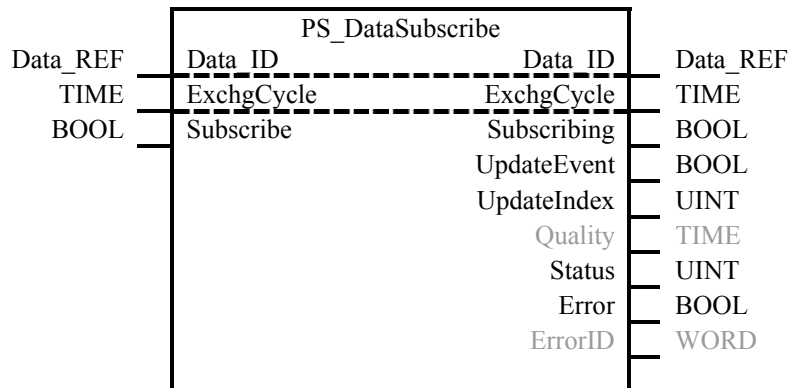 PS_DataSubscribe
Data_REF Data_ID Data_ID Data_REF
TIME ExchgCycle ExchgCycle TIME
BOOL Subscribe Subscribing BOOL
UpdateEvent BOOL
UpdateIndex UINT
Quality TIME
Status UINT
Error BOOL
ErrorID WORD